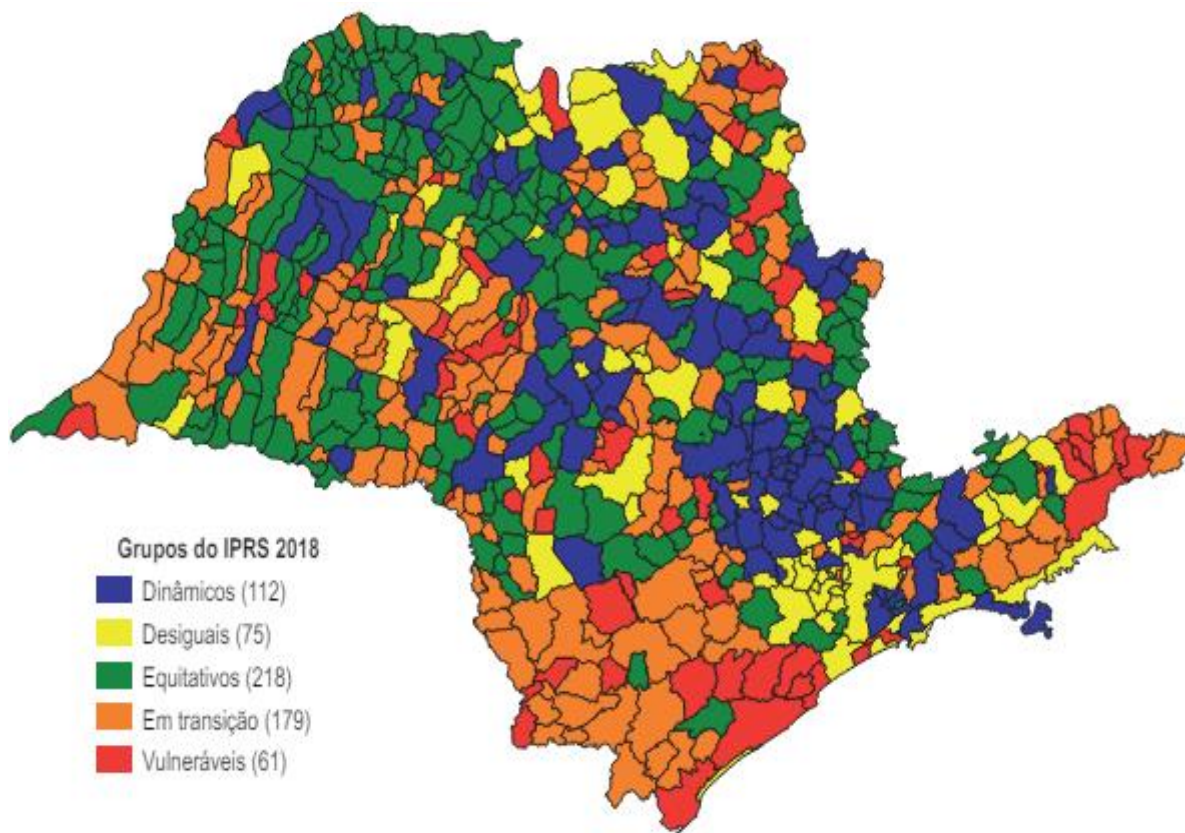 Grupos do IPRS 2018
Dinâmicos (112)
Desiguais (75)
Equitativos (218)
Em transição (179)
Vulneráveis (61)